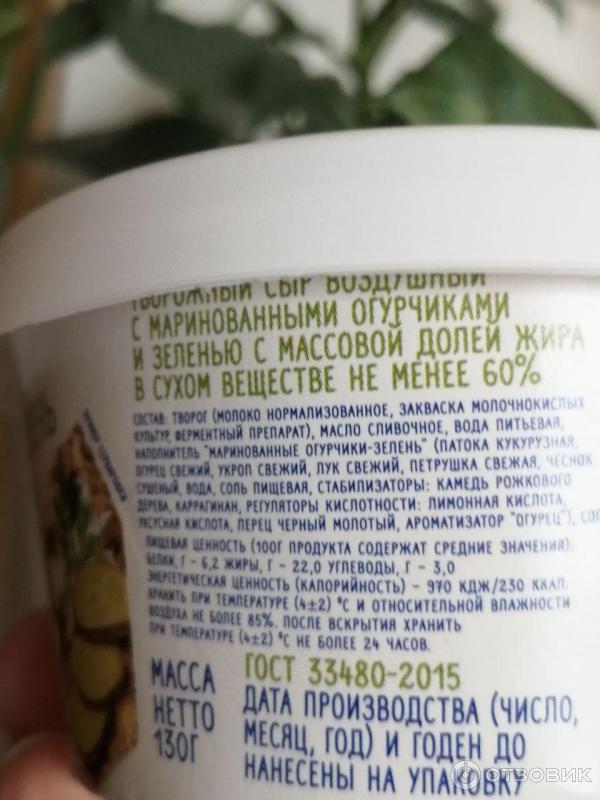 ТВОРОЖНЫЙ СЫР ВОЗДУШНЫЙ
С МАРИНОВАННЫМИ ОГУРЧИКАМИ
И ЗЕЛЕНЬЮ С МАССОВОЙ ДОЛЕЙ ЖИРА
В СУХОМ ВЕЩЕСТВЕ НЕ МЕНЕЕ 60%
СОСТАВ: ТВОРОГ (МОЛОКО НОРМАЛИЗОВАННОЕ, ЗАКВАСКА МОЛОЧНОКИСЛЫХ
КУЛЬТУР, ФЕРМЕНТНЫЙ ПРЕПАРАТ), МАСЛО СЛИВОЧНОЕ, ВОДА ПИТЬЕВАЯ,
НАПОЛНИТЕЛЬ "МАРИНОВАННЫЕ ОГУРЧИКИ-ЗЕЛЕНЬ" (ПАТОКА КУКУРУЗНАЯ,
ОГУРЕЦ СВЕЖИЙ, УКРОП СВЕЖИЙ, ЛУК СВЕЖИЙ, ПЕТРУШКА СВЕЖАЯ, ЧЕСНОК
СУШЕНЫЙ, ВОДА, СОЛЬ ПИЩЕВАЯ, СТАБИЛИЗАТОРЫ: КАМЕДЬ РОЖКОВОГО
ДЕРЕВА, КАРРАГИНАН, РЕГУЛЯТОРЫ КИСЛОТНОСТИ: ЛИМОННАЯ КИСЛОТА,
УКСУСНАЯ КИСЛОТА, ПЕРЕЦ ЧЕРНЫЙ МОЛОТЫЙ, АРОМАТИЗАТОР "ОГУРЕЦ"),
ПИЩЕВАЯ ЦЕННОСТЬ (100Г ПРОДУКТА СОДЕРЖАТ СРЕДНИЕ ЗНАЧЕНИЯ):
БЕЛКИ, Г - 6,2 ЖИРЫ, Г - 22,0 УГЛЕВОДЫ, Г - 3,0
ЭНЕРГЕТИЧЕСКАЯ ЦЕННОСТЬ (КАЛОРИЙНОСТЬ) - 970 КДЖ/230 ККАЛ.
ХРАНИТЬ ПРИ ТЕМПЕРАТУРЕ (4±2) °С И ОТНОСИТЕЛЬНОЙ ВЛАЖНОСТИ
ВОЗДУХА НЕ БОЛЕЕ 85%. ПОСЛЕ ВСКРЫТИЯ ХРАНИТЬ
ПРИ ТЕМПЕРАТУРЕ (4±2) °С НЕ БОЛЕЕ 24 ЧАСОВ.
МАССА
НЕТТО
130Г
ГОСТ 33480-2015
ДАТА ПРОИЗВОДСТВА (ЧИСЛО,
МЕСЯЦ, ГОД) И ГОДЕН ДО
НАНЕСЕНЫ НА УПАКОВКУ
ОТЗОВИК